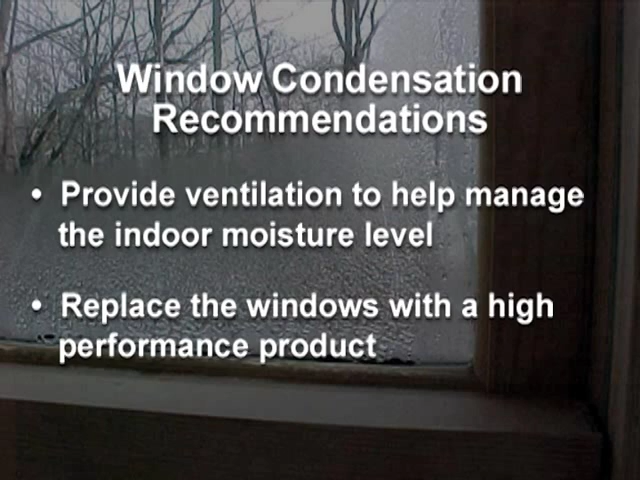 Window Condensation
Recommendations
• Provide ventilation to help manage
the indoor moisture level
• Replace the windows with a high
performance product